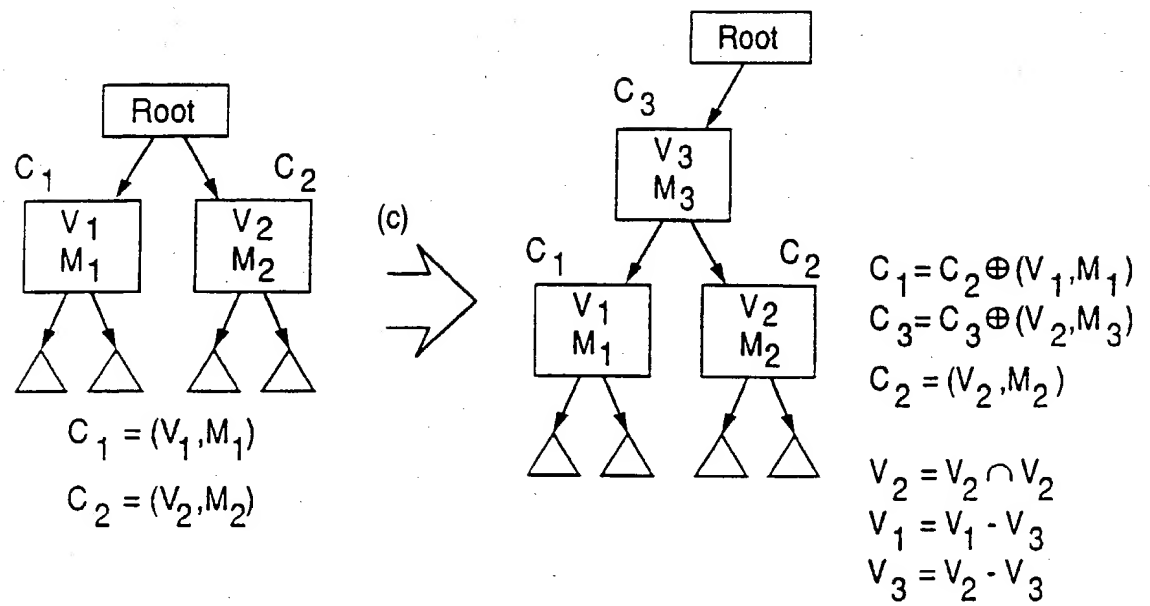 Root
C1
C2
V1
M1
V2
M2
C1 = (V1,M1)
C2 = (V2,M2)
(c)
Root
C3
V3
M3
C1
C2
V1
M1
V2
M2
C1 = C2 ⊕ (V1,M1)
C3 = C3 ⊕ (V2,M3)
C2 = (V2,M2)
V2 = V2 ∩ V2
V1 = V1 - V3
V3 = V2 - V3